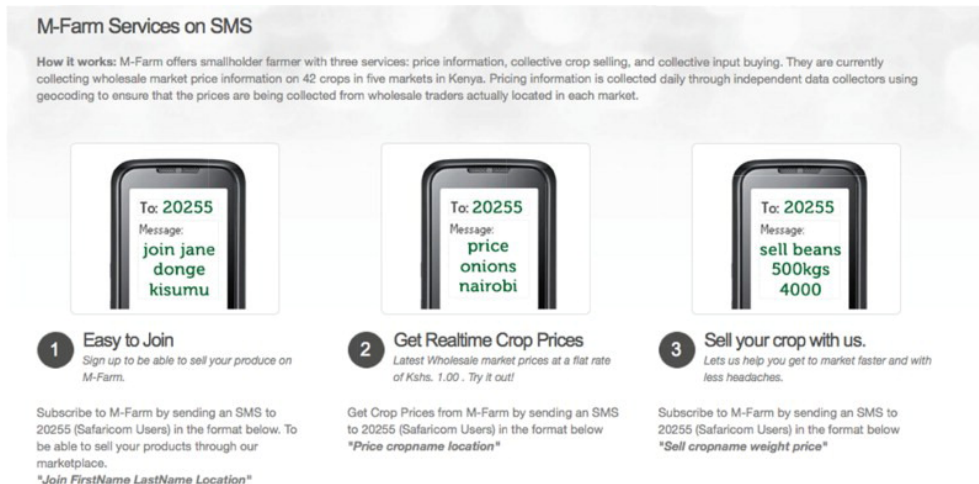 M-Farm Services on SMS
How it works: M-Farm offers smallholder farmer with three services: price information, collective crop selling, and collective input buying. They are currently
collecting wholesale market price information on 42 crops in five markets in Kenya. Pricing information is collected daily through independent data collectors using
geocoding to ensure that the prices are being collected from wholesale traders actually located in each market.
To: 20255
Message:
join jane
donge
kisumu
To: 20255
Message:
price
onions
nairobi
To: 20255
Message:
sell beans
500kgs
4000
1 Easy to Join
Sign up to be able to sell your produce on
M-Farm.
Subscribe to M-Farm by sending an SMS to
20255 (Safaricom Users) in the format below. To
be able to sell your products through our
marketplace.
"Join FirstName LastName Location"
2 Get Realtime Crop Prices
Latest Wholesale market prices at a flat rate
of Kshs. 1.00 . Try it out!
Get Crop Prices from M-Farm by sending an SMS
to 20255 (Safaricom Users) in the format below
"Price cropname location"
3 Sell your crop with us.
Lets us help you get to market faster and with
less headaches.
Subscribe to M-Farm by sending an SMS to
20255 (Safaricom Users) in the format below
"Sell cropname weight price"